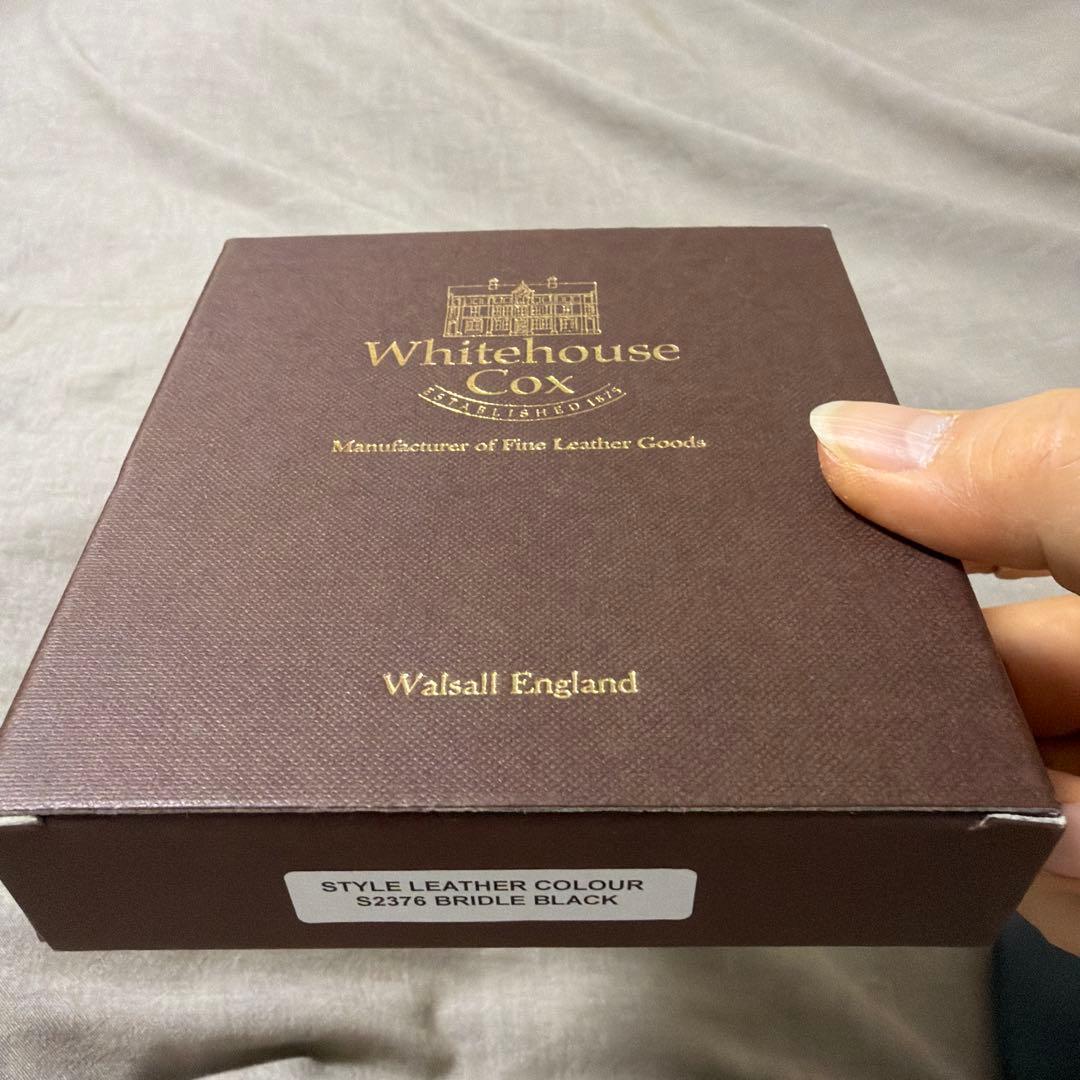 Whitehouse
Cox
ESTABLISHED 1875
Manufacturer of Fine Leather Goods
Walsall England
STYLE LEATHER COLOUR
S2376 BRIDLE BLACK